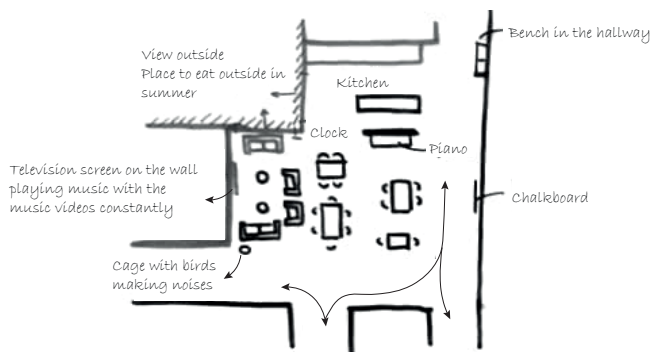 Bench in the hallway
View outside
Place to eat outside in
summer
Kitchen
Clock
Piano
Television screen on the wall
playing music with the
music videos constantly
Chalkboard
Cage with birds
making noises